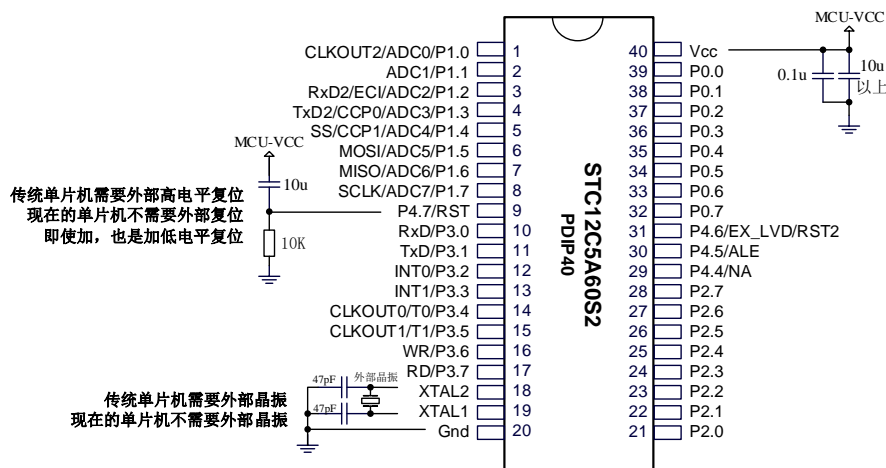 MCU-VCC
CLKOUT2/ADC0/P1.0 1 40 Vcc
ADC1/P1.1 2 39 P0.0
0.1u 10u
以上
RxD2/ECI/ADC2/P1.2 3 38 P0.1
TxD2/CCP0/ADC3/P1.3 4 37 P0.2
SS/CCP1/ADC4/P1.4 5 36 P0.3
MCU-VCC
MOSI/ADC5/P1.5 6 35 P0.4
MISO/ADC6/P1.6 7 34 P0.5
10u
SCLK/ADC7/P1.7 8 33 P0.6
传统单片机需要外部高电平复位
现在的单片机不需要外部复位
即使加，也是加低电平复位
P4.7/RST 9 32 P0.7
10K
RxD/P3.0 10 31 P4.6/EX_LVD/RST2
TxD/P3.1 11 30 P4.5/ALE
INT0/P3.2 12 29 P4.4/NA
INT1/P3.3 13 28 P2.7
CLKOUT0/T0/P3.4 14 27 P2.6
CLKOUT1/T1/P3.5 15 26 P2.5
WR/P3.6 16 25 P2.4
RD/P3.7 17 24 P2.3
47pF 外部晶振
XTAL2 18 23 P2.2
传统单片机需要外部晶振
现在的单片机不需要外部晶振
47pF
XTAL1 19 22 P2.1
Gnd 20 21 P2.0
STC12C5A60S2
PDIP40